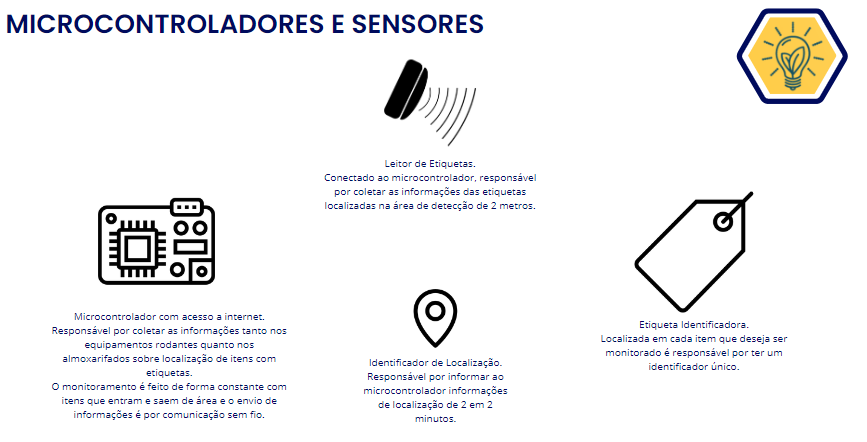 MICROCONTROLADORES E SENSORES
Leitor de Etiquetas.
Conectado ao microcontrolador, responsável
por coletar as informações das etiquetas
localizadas na área de detecção de 2 metros.
Microcontrolador com acesso a internet.
Responsável por coletar as informações tanto nos
equipamentos rodantes quanto nos
almoxarifados sobre localização de itens com
etiquetas.
O monitoramento é feito de forma constante com
itens que entram e saem de área e o envio de
informações é por comunicação sem fio.
Identificador de Localização.
Responsável por informar ao
microcontrolador informações
de localização de 2 em 2
minutos.
Etiqueta Identificadora.
Localizada em cada item que deseja ser
monitorado é responsável por ter um
identificador único.